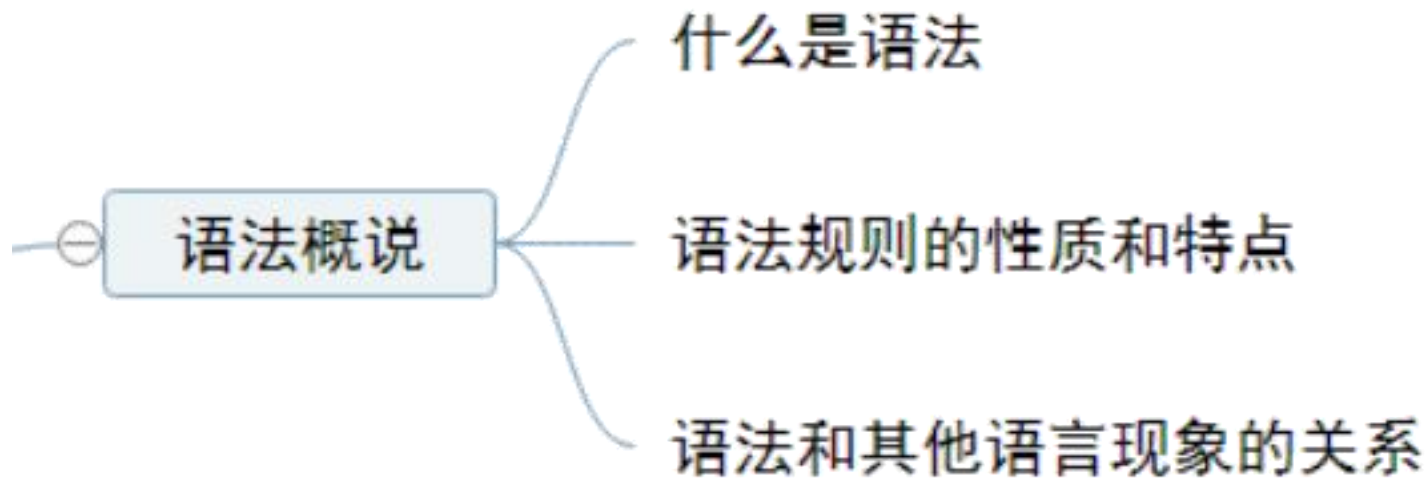 什么是语法
语法概说
语法规则的性质和特点
语法和其他语言现象的关系